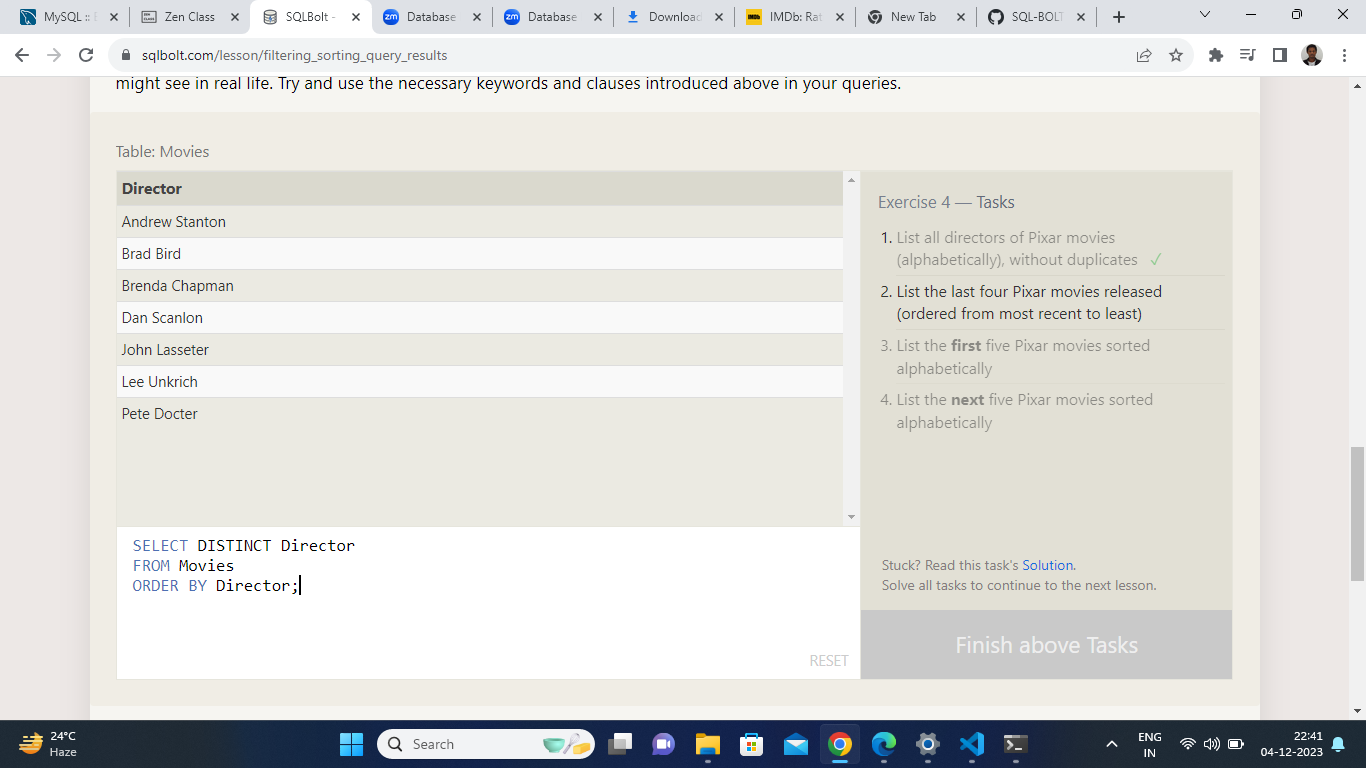 MySQL ::
Zen Class
SQLBolt -
Database
Database
Download
IMDb: Rat
New Tab
SQL-BOLT
sqlbolt.com/lesson/filtering_sorting_query_results
might see in real life. Try and use the necessary keywords and clauses introduced above in your queries.
Table: Movies
Director
Andrew Stanton
Brad Bird
Brenda Chapman
Dan Scanlon
John Lasseter
Lee Unkrich
Pete Docter
Exercise 4 — Tasks
1. List all directors of Pixar movies
(alphabetically), without duplicates ✓
2. List the last four Pixar movies released
(ordered from most recent to least)
3. List the first five Pixar movies sorted
alphabetically
4. List the next five Pixar movies sorted
alphabetically
SELECT DISTINCT Director
FROM Movies
ORDER BY Director;
RESET
Stuck? Read this task's Solution.
Solve all tasks to continue to the next lesson.
Finish above Tasks
24°C
Haze
Search
ENG
IN
22:41
04-12-2023